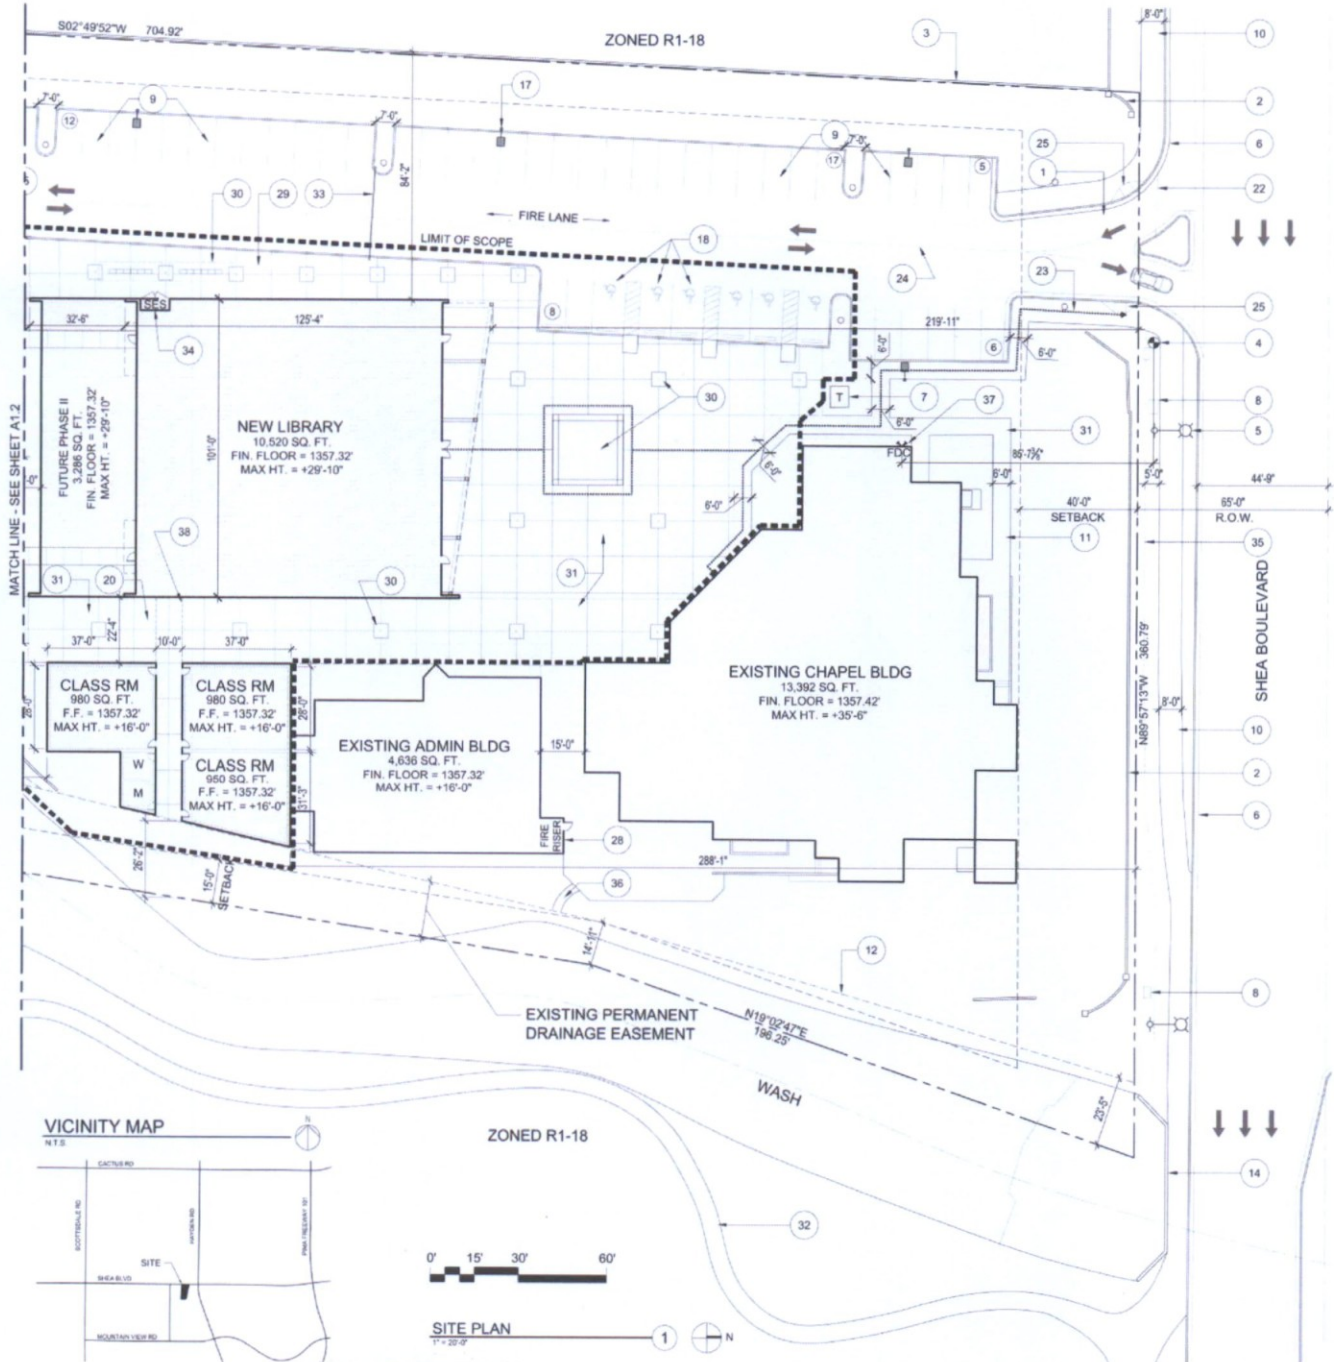 S02°49'52"W 704.92'
ZONED R1-18
3
8'-0"
10
2
6
22
25
1
7'-0"
12
9
17
7'-0"
84'-2"
9
7'-0"
17
5
30
29
33
FIRE LANE
LIMIT OF SCOPE
18
24
23
25
4
8
5
8
219'-11"
6
6'-0"
6'-0"
SES
32'-6"
125'-4"
34
MATCH LINE - SEE SHEET A1.2
FUTURE PHASE II
3,286 SQ. FT.
FIN. FLOOR = 1357.32'
MAX HT. = +29'-10"
101'-0"
NEW LIBRARY
10,520 SQ. FT.
FIN. FLOOR = 1357.32'
MAX HT. = +29'-10"
30
T
7
37
6'-0"
FDC
6'-0"
6'-0"
31
6'-0"
5'-0"
44'-9"
40'-0"
SETBACK
65'-0"
R.O.W.
11
35
38
31
20
30
31
22'-4"
37'-0"
10'-0"
37'-0"
CLASS RM
980 SQ. FT.
F.F. = 1357.32'
MAX HT. = +16'-0"
W
M
CLASS RM
980 SQ. FT.
F.F. = 1357.32'
MAX HT. = +16'-0"
CLASS RM
950 SQ. FT.
F.F. = 1357.32'
MAX HT. = +16'-0"
28'-0"
31'-3"
EXISTING ADMIN BLDG
4,636 SQ. FT.
FIN. FLOOR = 1357.32'
MAX HT. = +16'-0"
15'-0"
EXISTING CHAPEL BLDG
13,392 SQ. FT.
FIN. FLOOR = 1357.42'
MAX HT. = +35'-6"
N89°57'13"W 360.79'
SHEA BOULEVARD
8'-0"
10
2
6
FIRE
RISER
28
26'-2"
15'-0"
SETBACK
288'-1"
36
14'-11"
12
8
EXISTING PERMANENT
DRAINAGE EASEMENT
N19°02'47"E
196.25'
WASH
23'-5"
14
VICINITY MAP
N.T.S.
N
CACTUS RD
SCOTTSDALE RD
HAYDEN RD
PIMA FREEWAY 101
SITE
SHEA BLVD
MOUNTAIN VIEW RD
ZONED R1-18
32
0' 15' 30' 60'
SITE PLAN
1" = 20'-0"
1
N